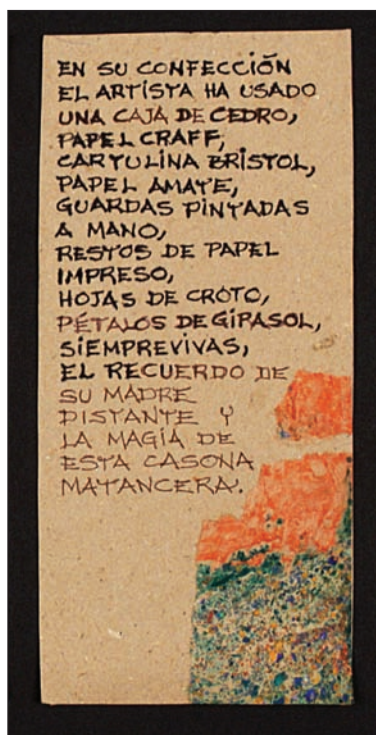 EN SU CONFECCIÓN
EL ARTISTA HA USADO
UNA CAJA DE CEDRO,
PAPEL CRAFF,
CARTULINA BRISTOL,
PAPEL AMATE,
GUARDAS PINTADAS
A MANO,
RESTOS DE PAPEL
IMPRESO,
HOJAS DE CROTO,
PÉTALOS DE GIRASOL,
SIEMPREVIVAS,
EL RECUERDO DE
SU MADRE
DISTANTE Y
LA MAGIA DE
ESTA CASONA
MATANCERA.